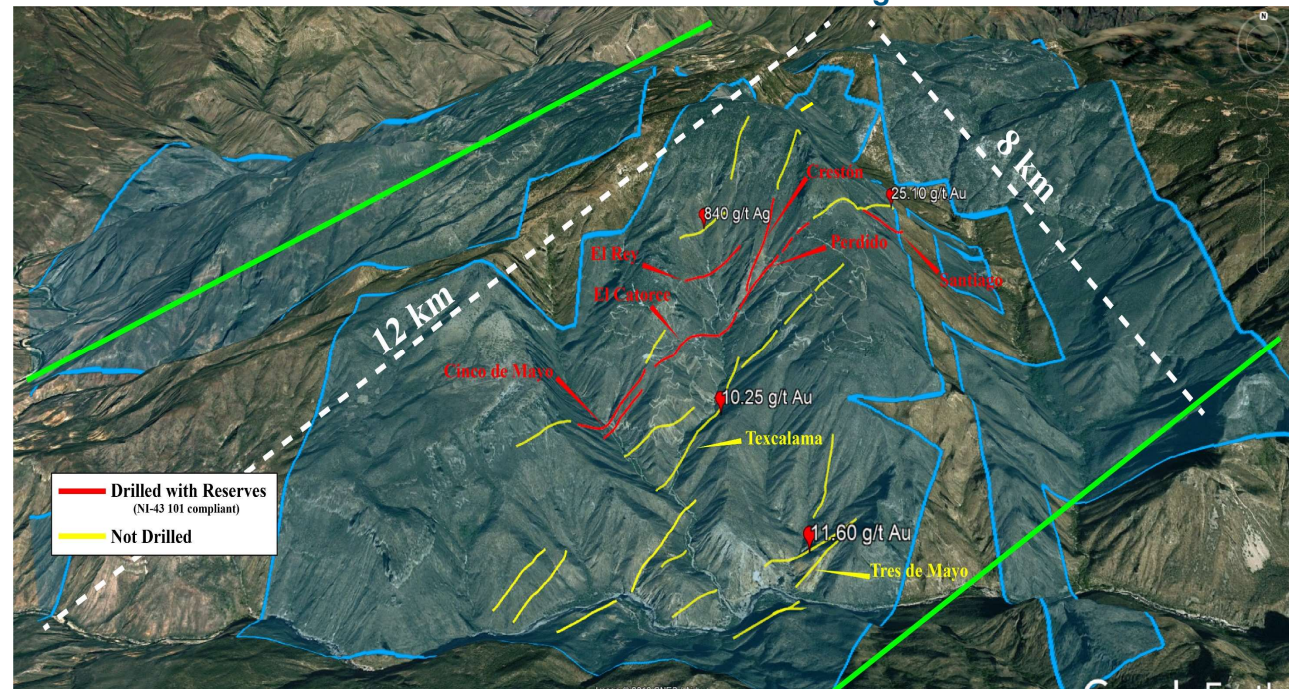 N
8 km
Crestón
25.10 g/t Au
840 g/t Ag
El Rey
Perdido
Santiago
El Catorce
12 km
Cinco de Mayo
10.25 g/t Au
Texcalama
Drilled with Reserves
(NI-43 101 compliant)
Not Drilled
11.60 g/t Au
Tres de Mayo